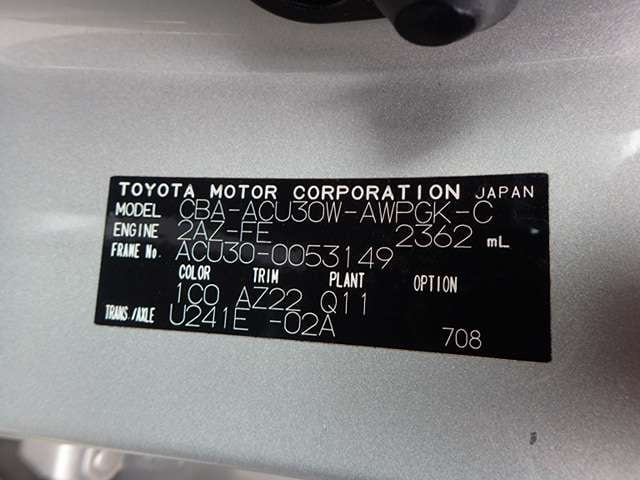 TOYOTA MOTOR CORPORATION JAPAN
MODEL CBA-ACU30W-AWPGK-C
ENGINE 2AZ-FE 2362 mL
FRAME No. ACU30-0053149
COLOR TRIM PLANT OPTION
1C0 AZ22 Q11
TRANS./AXLE U241E -02A
708